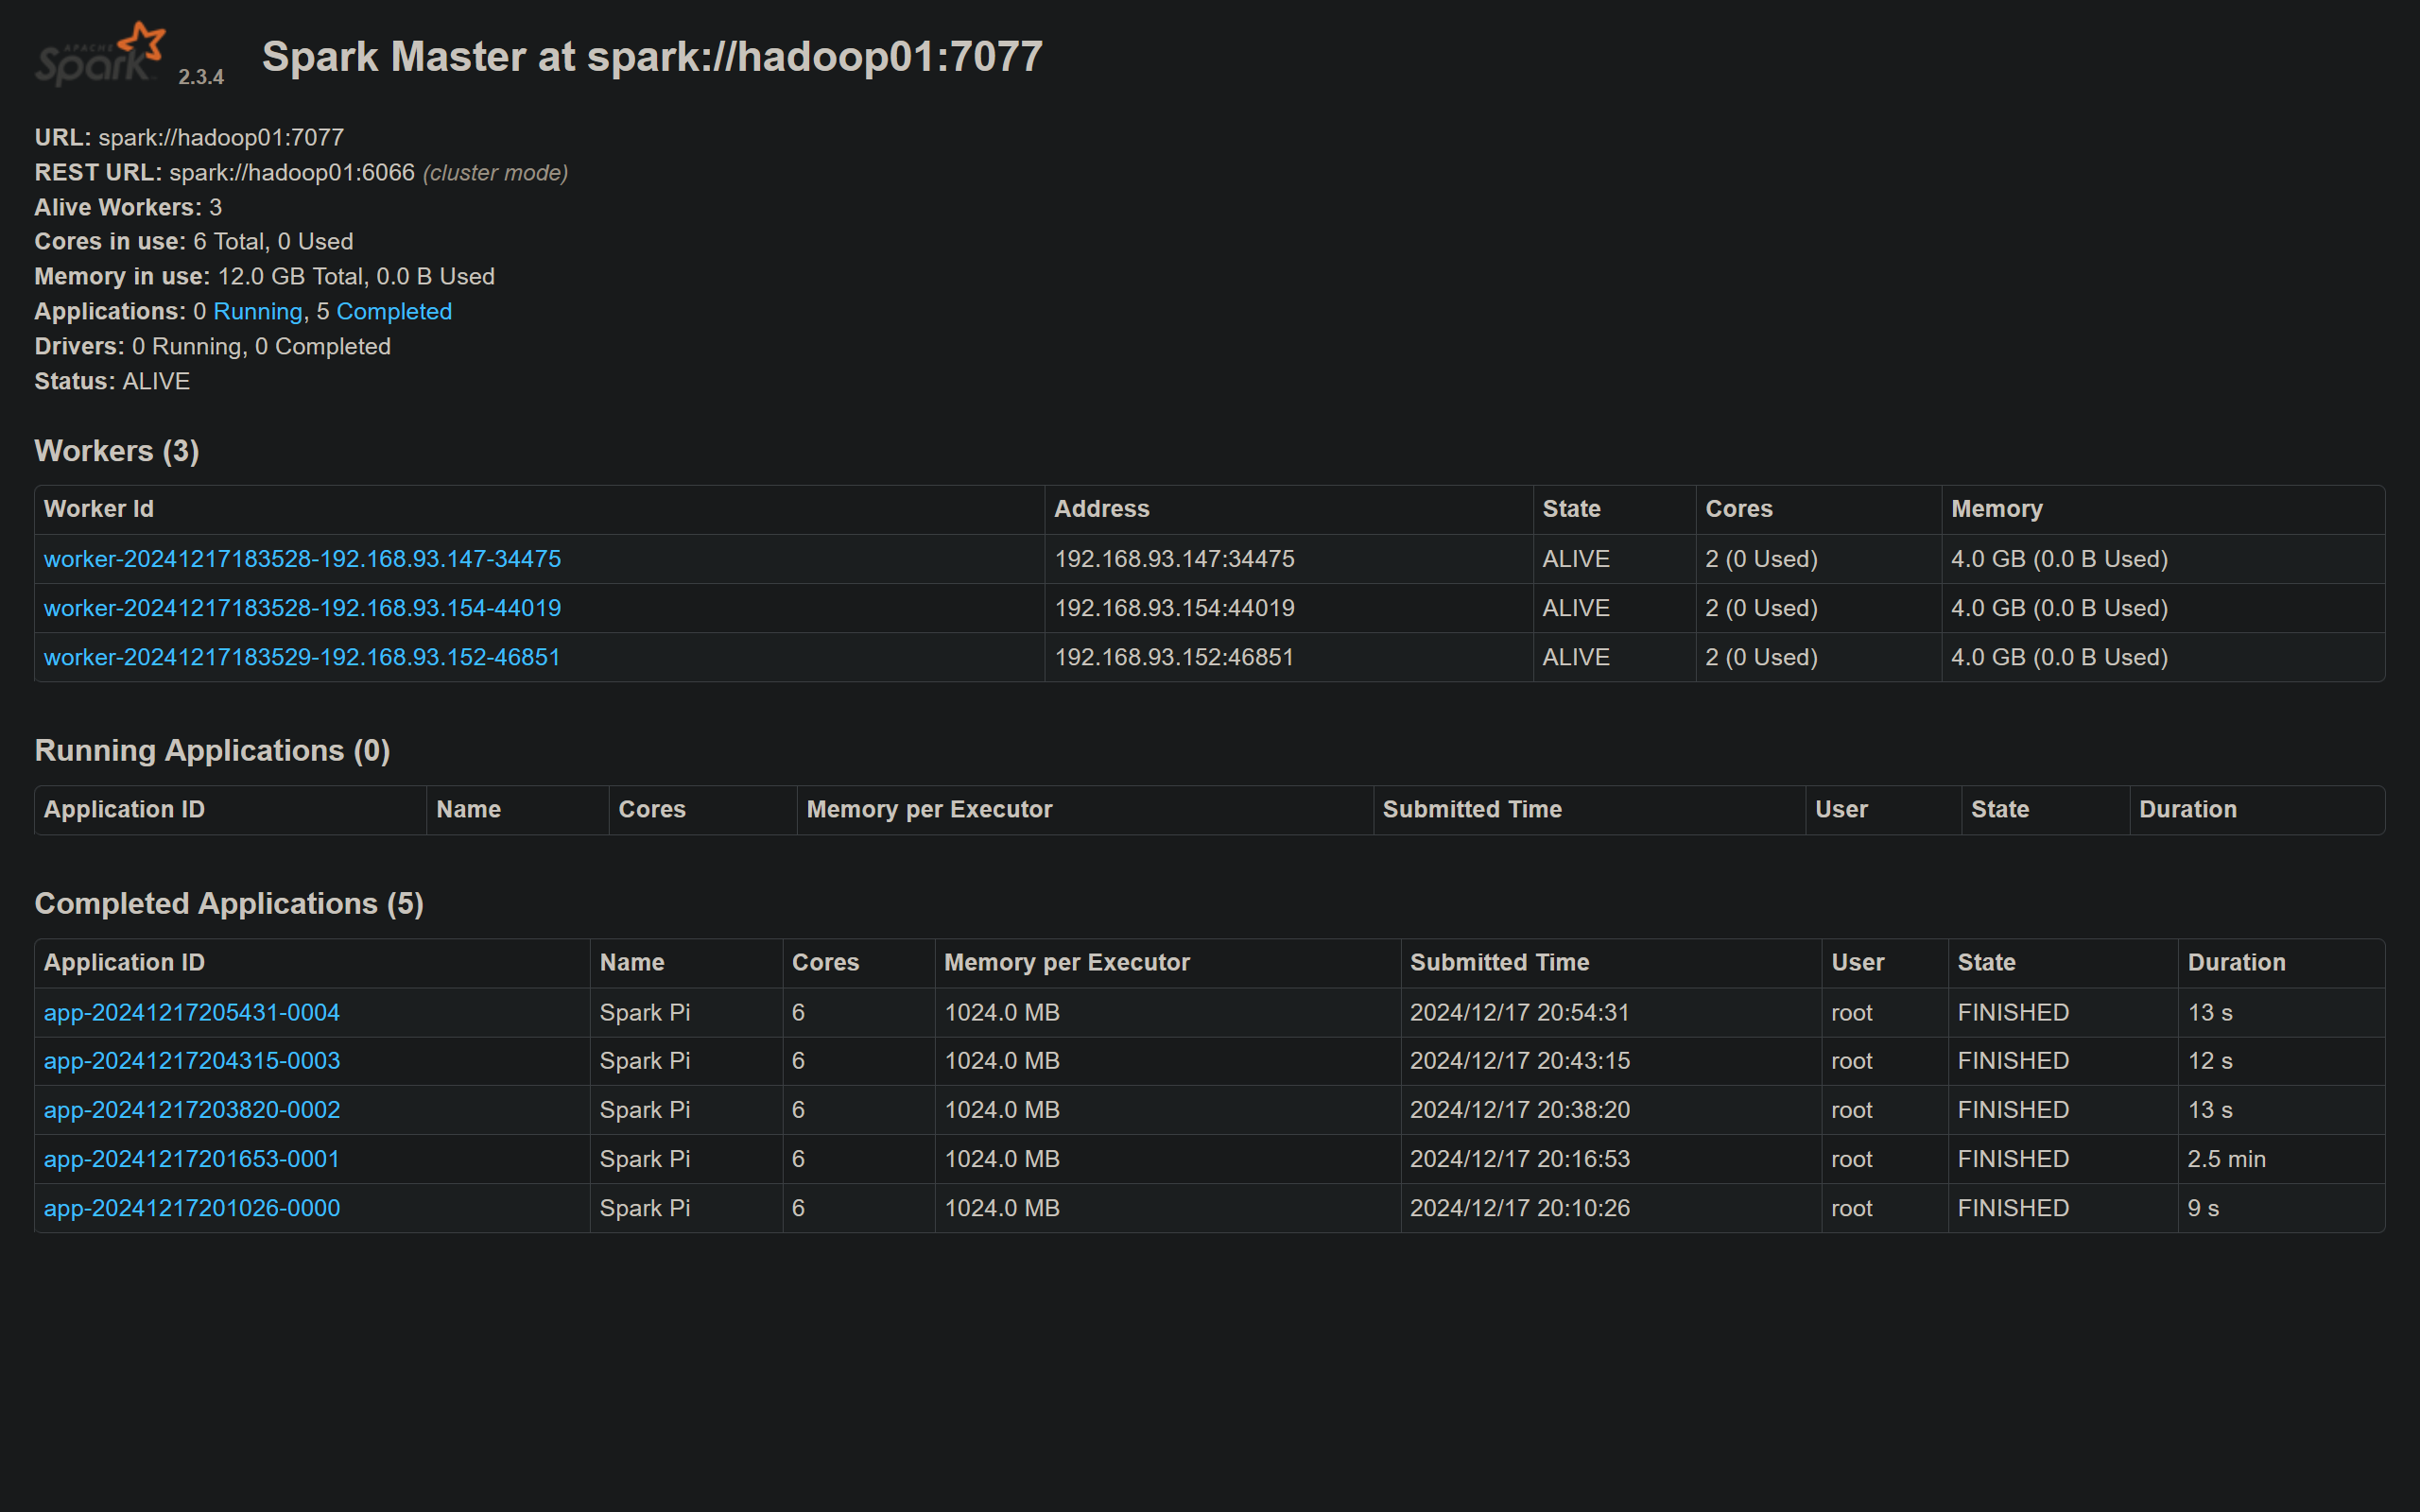 APACHE
Spark 2.3.4 Spark Master at spark://hadoop01:7077
URL: spark://hadoop01:7077
REST URL: spark://hadoop01:6066 (cluster mode)
Alive Workers: 3
Cores in use: 6 Total, 0 Used
Memory in use: 12.0 GB Total, 0.0 B Used
Applications: 0 Running, 5 Completed
Drivers: 0 Running, 0 Completed
Status: ALIVE
Workers (3)
Worker Id Address State Cores Memory
worker-20241217183528-192.168.93.147-34475 192.168.93.147:34475 ALIVE 2 (0 Used) 4.0 GB (0.0 B Used)
worker-20241217183528-192.168.93.154-44019 192.168.93.154:44019 ALIVE 2 (0 Used) 4.0 GB (0.0 B Used)
worker-20241217183529-192.168.93.152-46851 192.168.93.152:46851 ALIVE 2 (0 Used) 4.0 GB (0.0 B Used)
Running Applications (0)
Application ID Name Cores Memory per Executor Submitted Time User State Duration
Completed Applications (5)
Application ID Name Cores Memory per Executor Submitted Time User State Duration
app-20241217205431-0004 Spark Pi 6 1024.0 MB 2024/12/17 20:54:31 root FINISHED 13 s
app-20241217204315-0003 Spark Pi 6 1024.0 MB 2024/12/17 20:43:15 root FINISHED 12 s
app-20241217203820-0002 Spark Pi 6 1024.0 MB 2024/12/17 20:38:20 root FINISHED 13 s
app-20241217201653-0001 Spark Pi 6 1024.0 MB 2024/12/17 20:16:53 root FINISHED 2.5 min
app-20241217201026-0000 Spark Pi 6 1024.0 MB 2024/12/17 20:10:26 root FINISHED 9 s